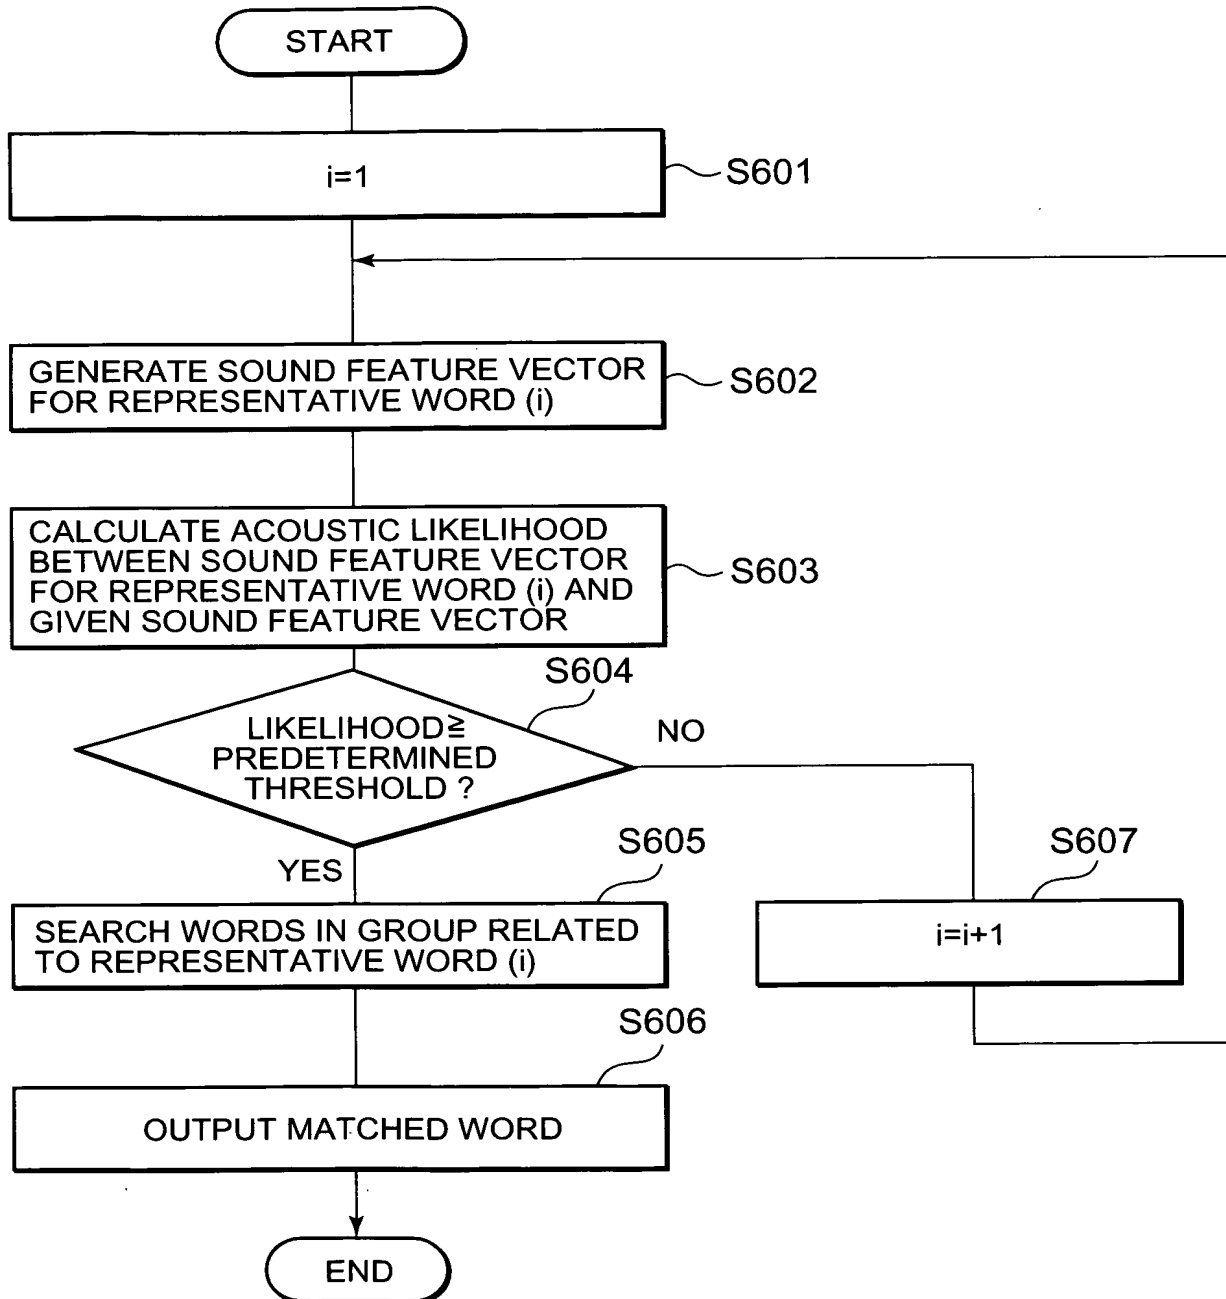 START
i=1
S601
GENERATE SOUND FEATURE VECTOR
FOR REPRESENTATIVE WORD (i)
S602
CALCULATE ACOUSTIC LIKELIHOOD
BETWEEN SOUND FEATURE VECTOR
FOR REPRESENTATIVE WORD (i) AND
GIVEN SOUND FEATURE VECTOR
S603
S604
LIKELIHOOD≧
PREDETERMINED
THRESHOLD ?
NO
YES
S605
SEARCH WORDS IN GROUP RELATED
TO REPRESENTATIVE WORD (i)
S607
i=i+1
S606
OUTPUT MATCHED WORD
END